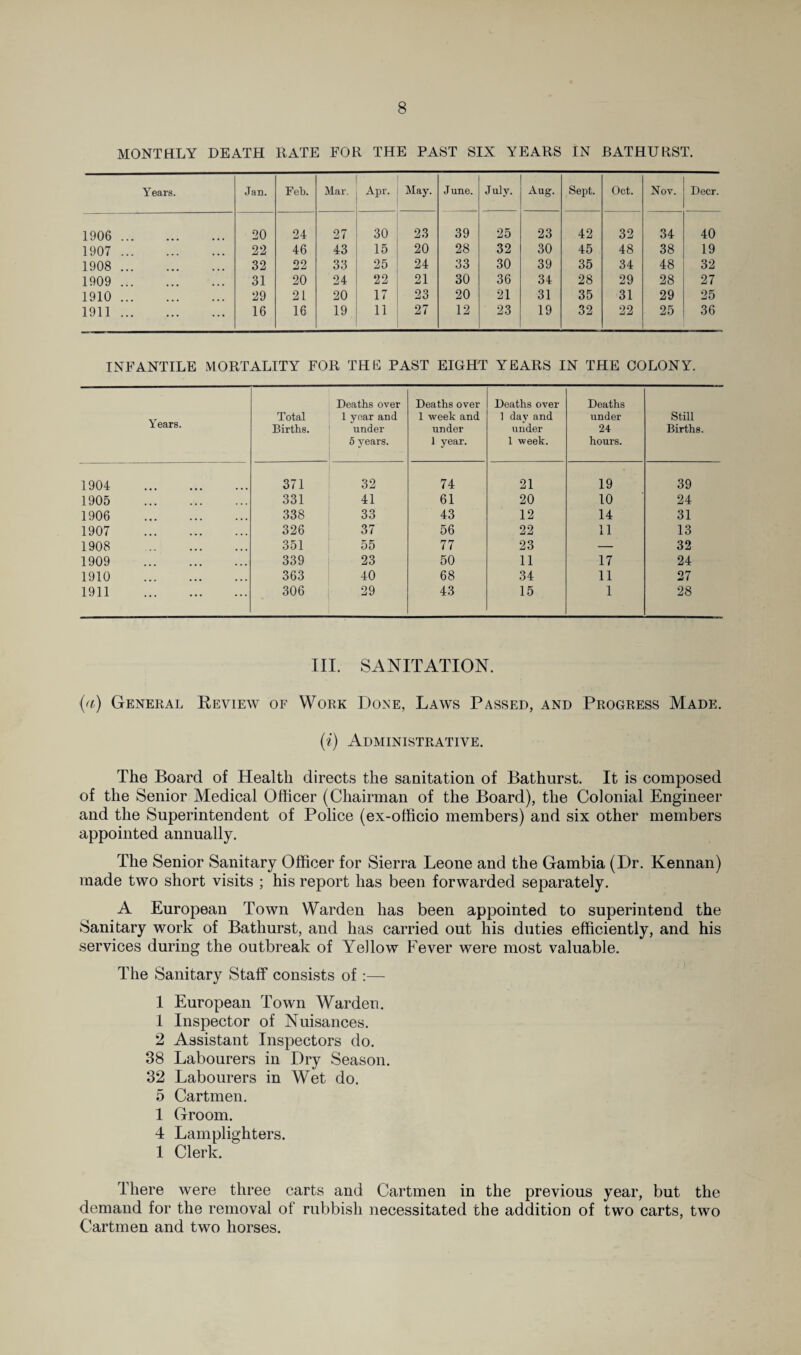 8
MONTHLY DEATH RATE FOR THE PAST SIX YEARS IN BATHURST.
Years. Jan. Feb. Mar. Apr. May. June. July. Aug. Sept. Oct. Nov. Decr.
1906 ... ... ... 20 24 27 30 23 39 25 23 42 32 34 40
1907 ... ... ... 22 46 43 15 20 28 32 30 45 48 38 19
1908 ... ... ... 32 22 33 25 24 33 30 39 35 34 48 32
1909 ... ... ... 31 20 24 22 21 30 36 34 28 29 28 27
1910 ... ... ... 29 21 20 17 23 20 21 31 35 31 29 25
1911 ... ... ... 16 16 19 11 27 12 23 19 32 22 25 36
INFANTILE MORTALITY FOR THE PAST EIGHT YEARS IN THE COLONY.
Years. Total Births. Deaths over 1 year and under 5 years. Deaths over 1 week and under 1 year. Deaths over 1 day and under 1 week. Deaths under 24 hours. Still Births.
1904 ... ... ... 371 32 74 21 19 39
1905 ... ... ... 331 41 61 20 10 24
1906 ... ... ... 338 33 43 12 14 31
1907 ... ... ... 326 37 56 22 11 13
1908 .. ... ... 351 55 77 23 — 32
1909 ... ... ... 339 23 50 11 17 24
1910 ... ... ... 363 40 68 34 11 27
1911 ... ... ... 306 29 43 15 1 28
III. SANITATION.
(a) General Review of Work Done, Laws Passed, and Progress Made.
(i) Administrative.
The Board of Health directs the sanitation of Bathurst. It is composed
of the Senior Medical Officer (Chairman of the Board), the Colonial Engineer
and the Superintendent of Police (ex-officio members) and six other members
appointed annually.
The Senior Sanitary Officer for Sierra Leone and the Gambia (Dr. Kennan)
made two short visits ; his report has been forwarded separately.
A European Town Warden has been appointed to superintend the
Sanitary work of Bathurst, and has carried out his duties efficiently, and his
services during the outbreak of Yellow Fever were most valuable.
The Sanitary Staff consists of :—
1 European Town Warden.
1 Inspector of Nuisances.
2 Assistant Inspectors do.
38 Labourers in Dry Season.
32 Labourers in Wet do.
5 Cartmen.
1 Groom.
4 Lamplighters.
1 Clerk.
There were three carts and Cartmen in the previous year, but the
demand for the removal of rubbish necessitated the addition of two carts, two
Cartmen and two horses.